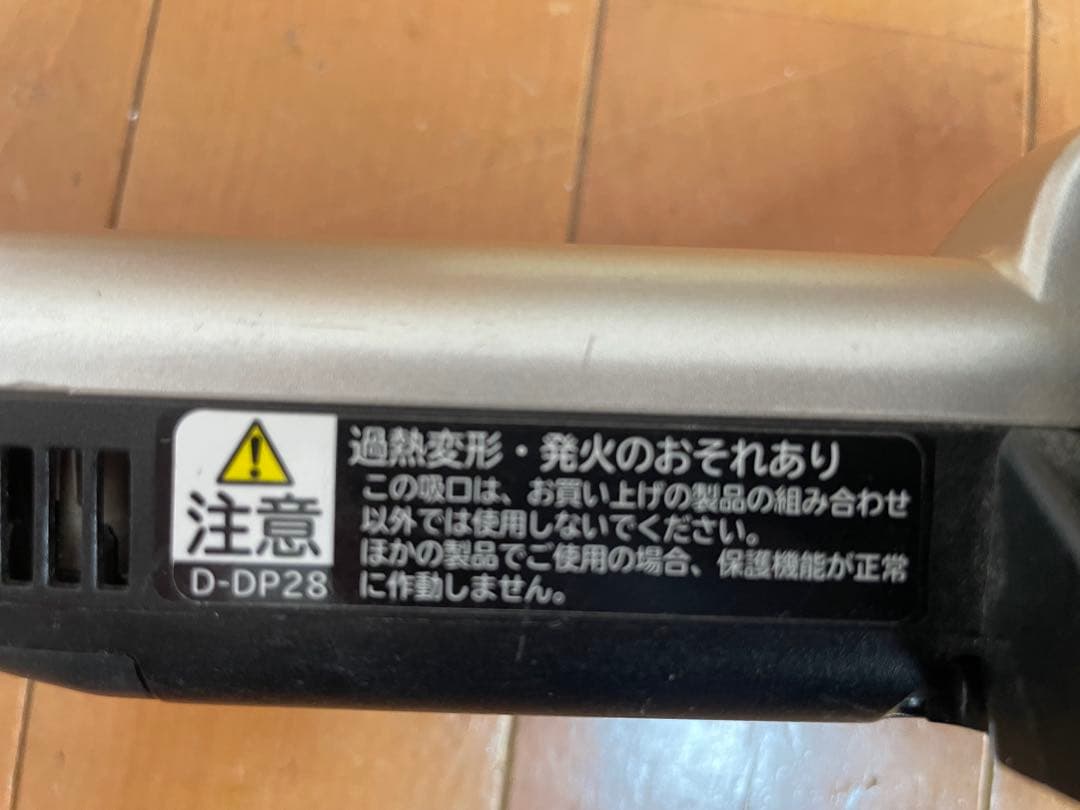 注意
D-DP28
過熱変形・発火のおそれあり
この吸口は、お買い上げの製品の組み合わせ
以外では使用しないでください。
ほかの製品でご使用の場合、保護機能が正常
に作動しません。